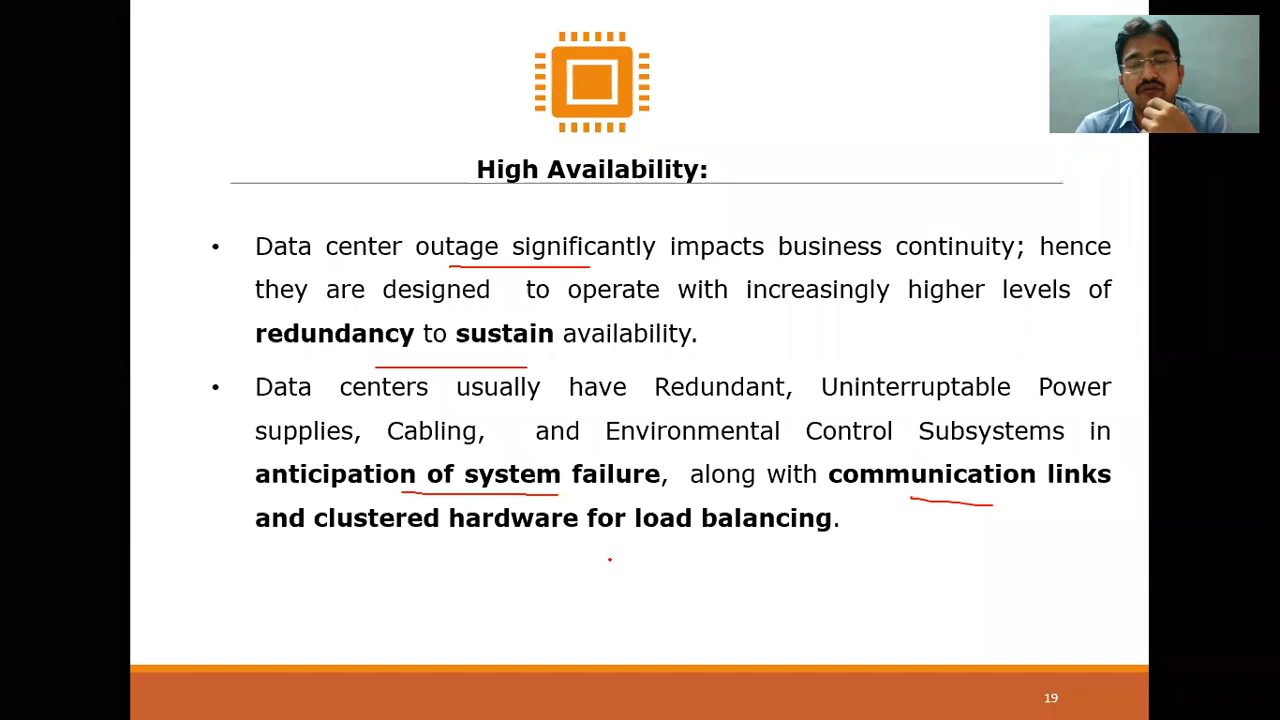 High Availability:
• Data center outage significantly impacts business continuity; hence
they are designed to operate with increasingly higher levels of
redundancy to sustain availability.
• Data centers usually have Redundant, Uninterruptable Power
supplies, Cabling, and Environmental Control Subsystems in
anticipation of system failure, along with communication links
and clustered hardware for load balancing.
19